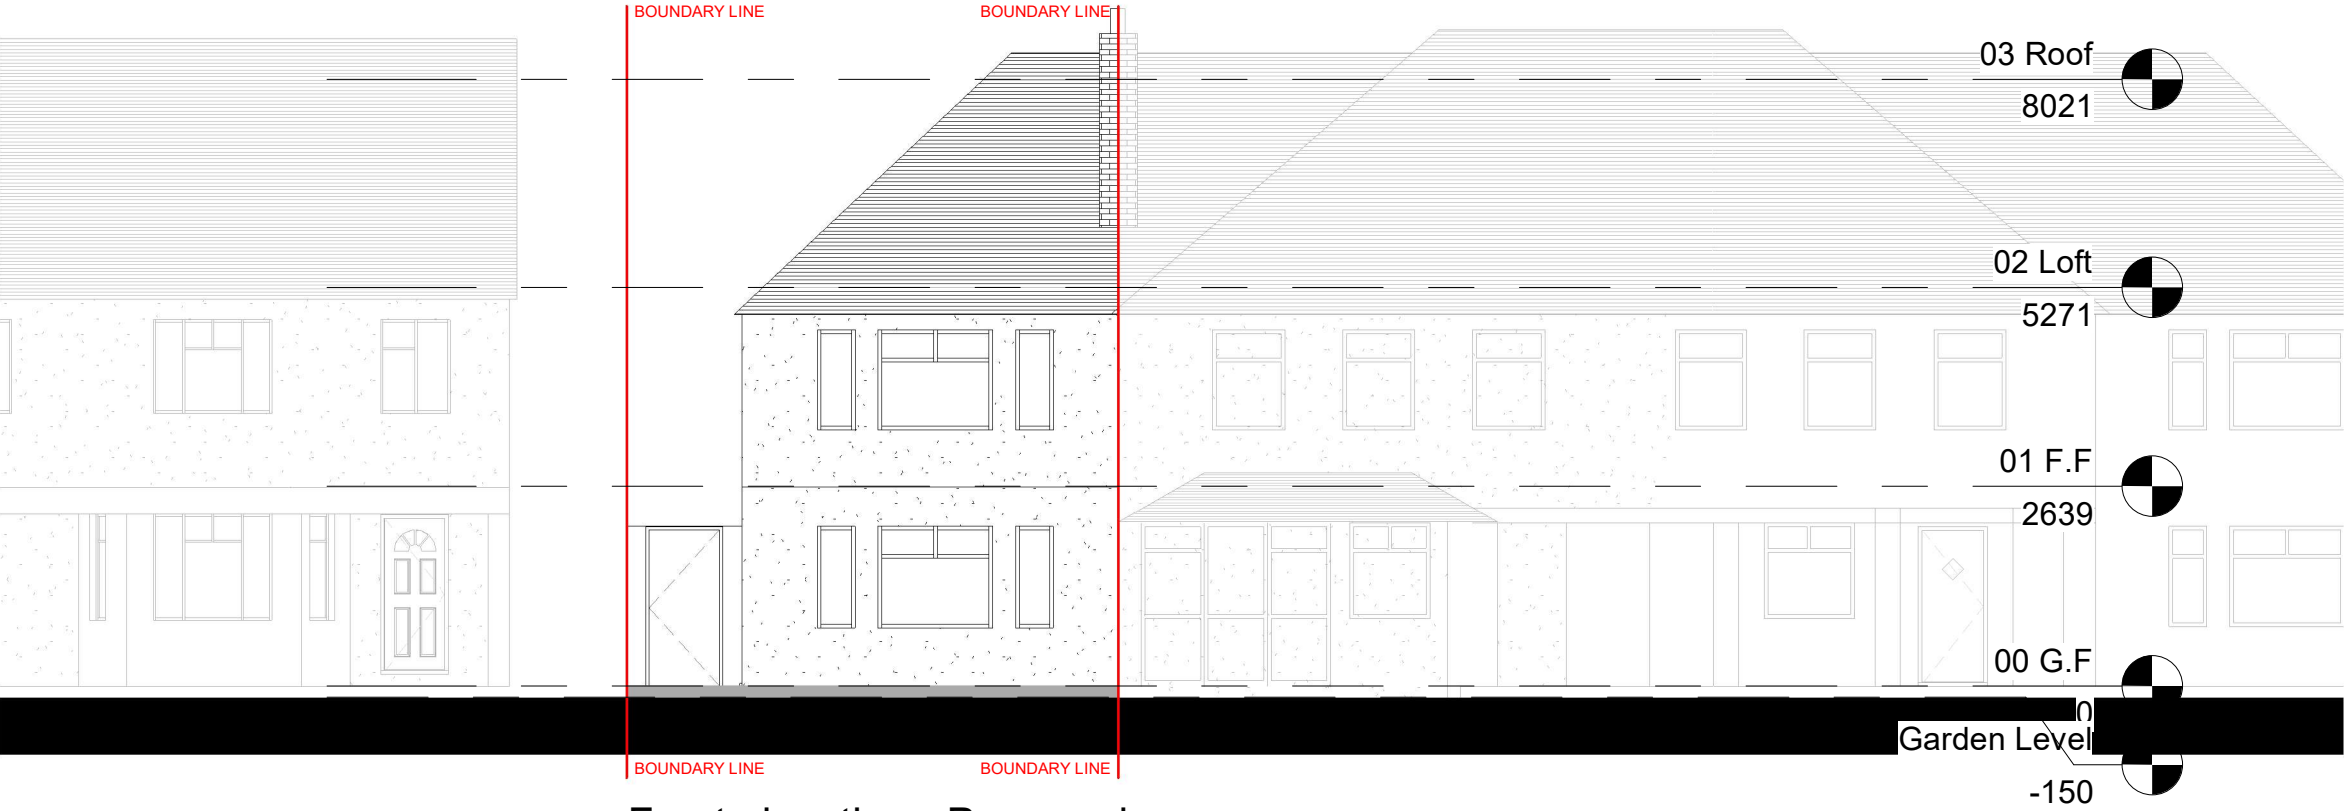 BOUNDARY LINE
BOUNDARY LINE
03 Roof
8021
02 Loft
5271
01 F.F
2639
00 G.F
0
Garden Level
-150
BOUNDARY LINE
BOUNDARY LINE